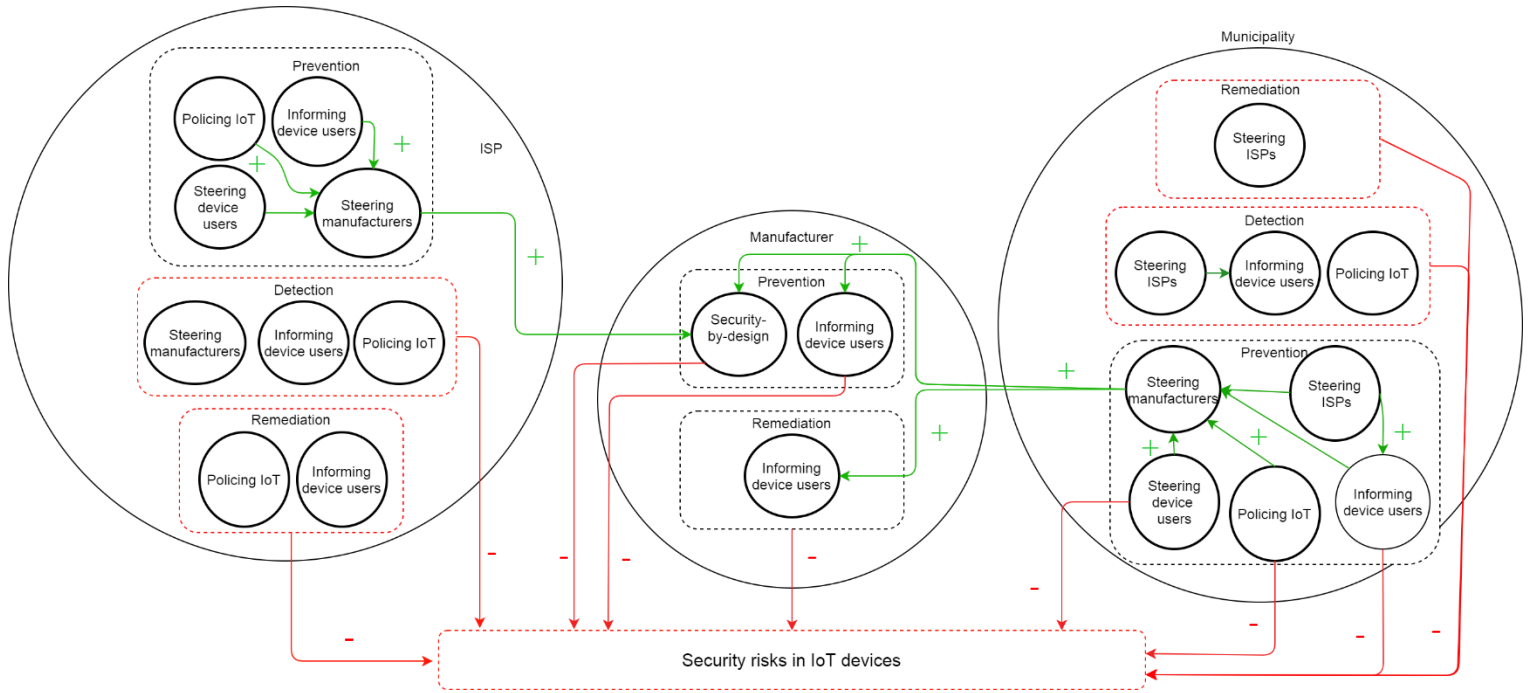 Municipality
ISP
Prevention
Policing IoT
Informing
device users
+
+
Steering
device
users
Steering
manufacturers
+
Detection
Steering
manufacturers
Informing
device users
Policing IoT
Remediation
Policing IoT
Informing
device users
Manufacturer
+
Prevention
Security-
by-design
Informing
device users
Remediation
Informing
device users
+
+
Remediation
Steering
ISPs
Detection
Steering
ISPs
Informing
device users
Policing IoT
Prevention
Steering
manufacturers
Steering
ISPs
+
+
+
Steering
device
users
Policing IoT
Informing
device users
-
-
-
-
-
-
-
-
-
Security risks in IoT devices